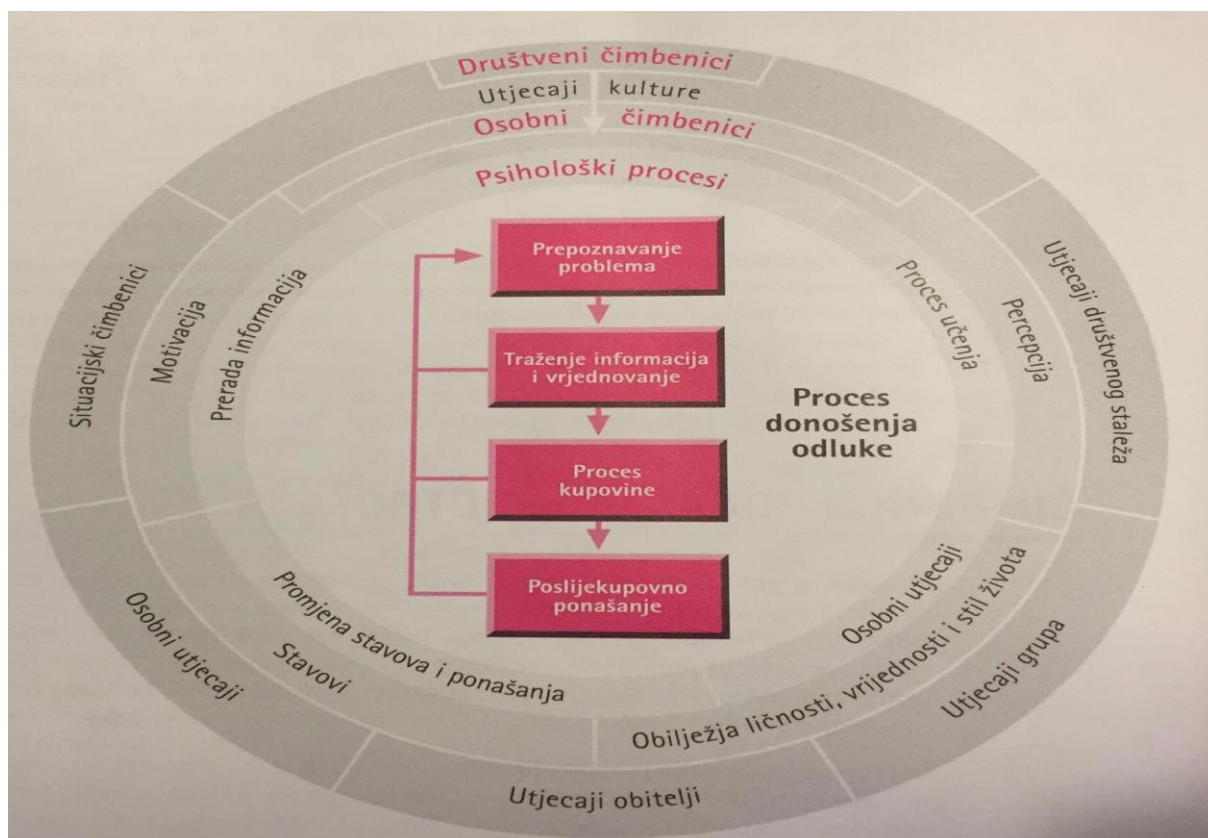 Društveni čimbenici
Utjecaji kulture
Osobni čimbenici
Psihološki procesi
Situacijski čimbenici
Motivacija
Prerada informacija
Prepoznavanje
problema
Traženje informacija
i vrjednovanje
Proces
kupovine
Poslijekupovno
ponašanje
Proces
donošenja
odluke
Proces učenja
Percepcija
Utjecaji društvenog staleža
Osobni utjecaji
Stavovi
Promjena stavova i ponašanja
Osobni utjecaji
Obilježja ličnosti, vrijednosti i stil života
Utjecaji grupa
Utjecaji obitelji